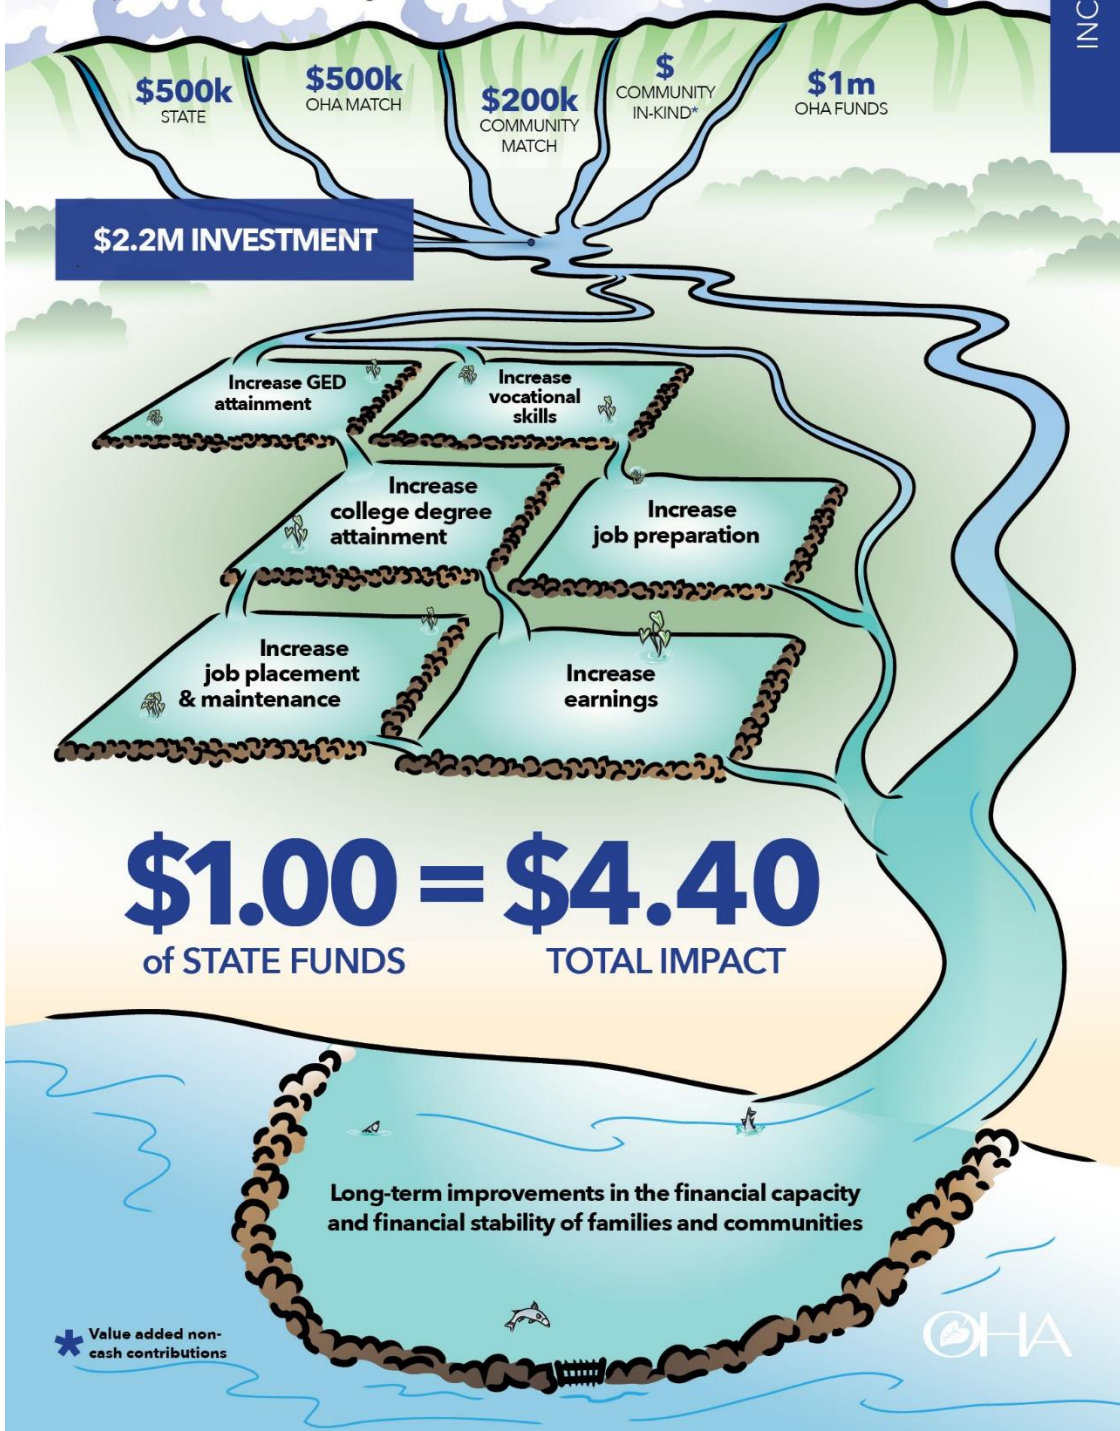 INC
$500k
STATE
$500k
OHA MATCH
$200k
COMMUNITY
MATCH
$
COMMUNITY
IN-KIND*
$1m
OHA FUNDS
$2.2M INVESTMENT
Increase GED
attainment
Increase
vocational
skills
Increase
college degree
attainment
Increase
job preparation
Increase
job placement
& maintenance
Increase
earnings
$1.00 = $4.40
of STATE FUNDS TOTAL IMPACT
Long-term improvements in the financial capacity
and financial stability of families and communities
* Value added non-
cash contributions
OHA